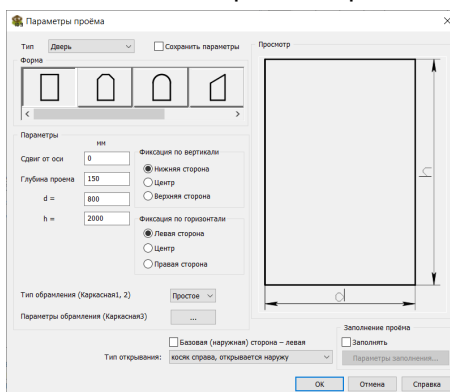 Параметры проёма
Тип Дверь Сохранить параметры Просмотр
Форма
Параметры
мм
Сдвиг от оси 0
Глубина проема 150
d = 800
h = 2000
Фиксация по вертикали
Нижняя сторона
Центр
Верхняя сторона
Фиксация по горизонтали
Левая сторона
Центр
Правая сторона
h
d
Тип обрамления (Каркасная1, 2) Простое
Параметры обрамления (Каркасная3) ...
Базовая (наружная) сторона – левая
Тип открывания: косяк справа, открывается наружу
Заполнение проёма
Заполнять
Параметры заполнения...
ОК Отмена Справка